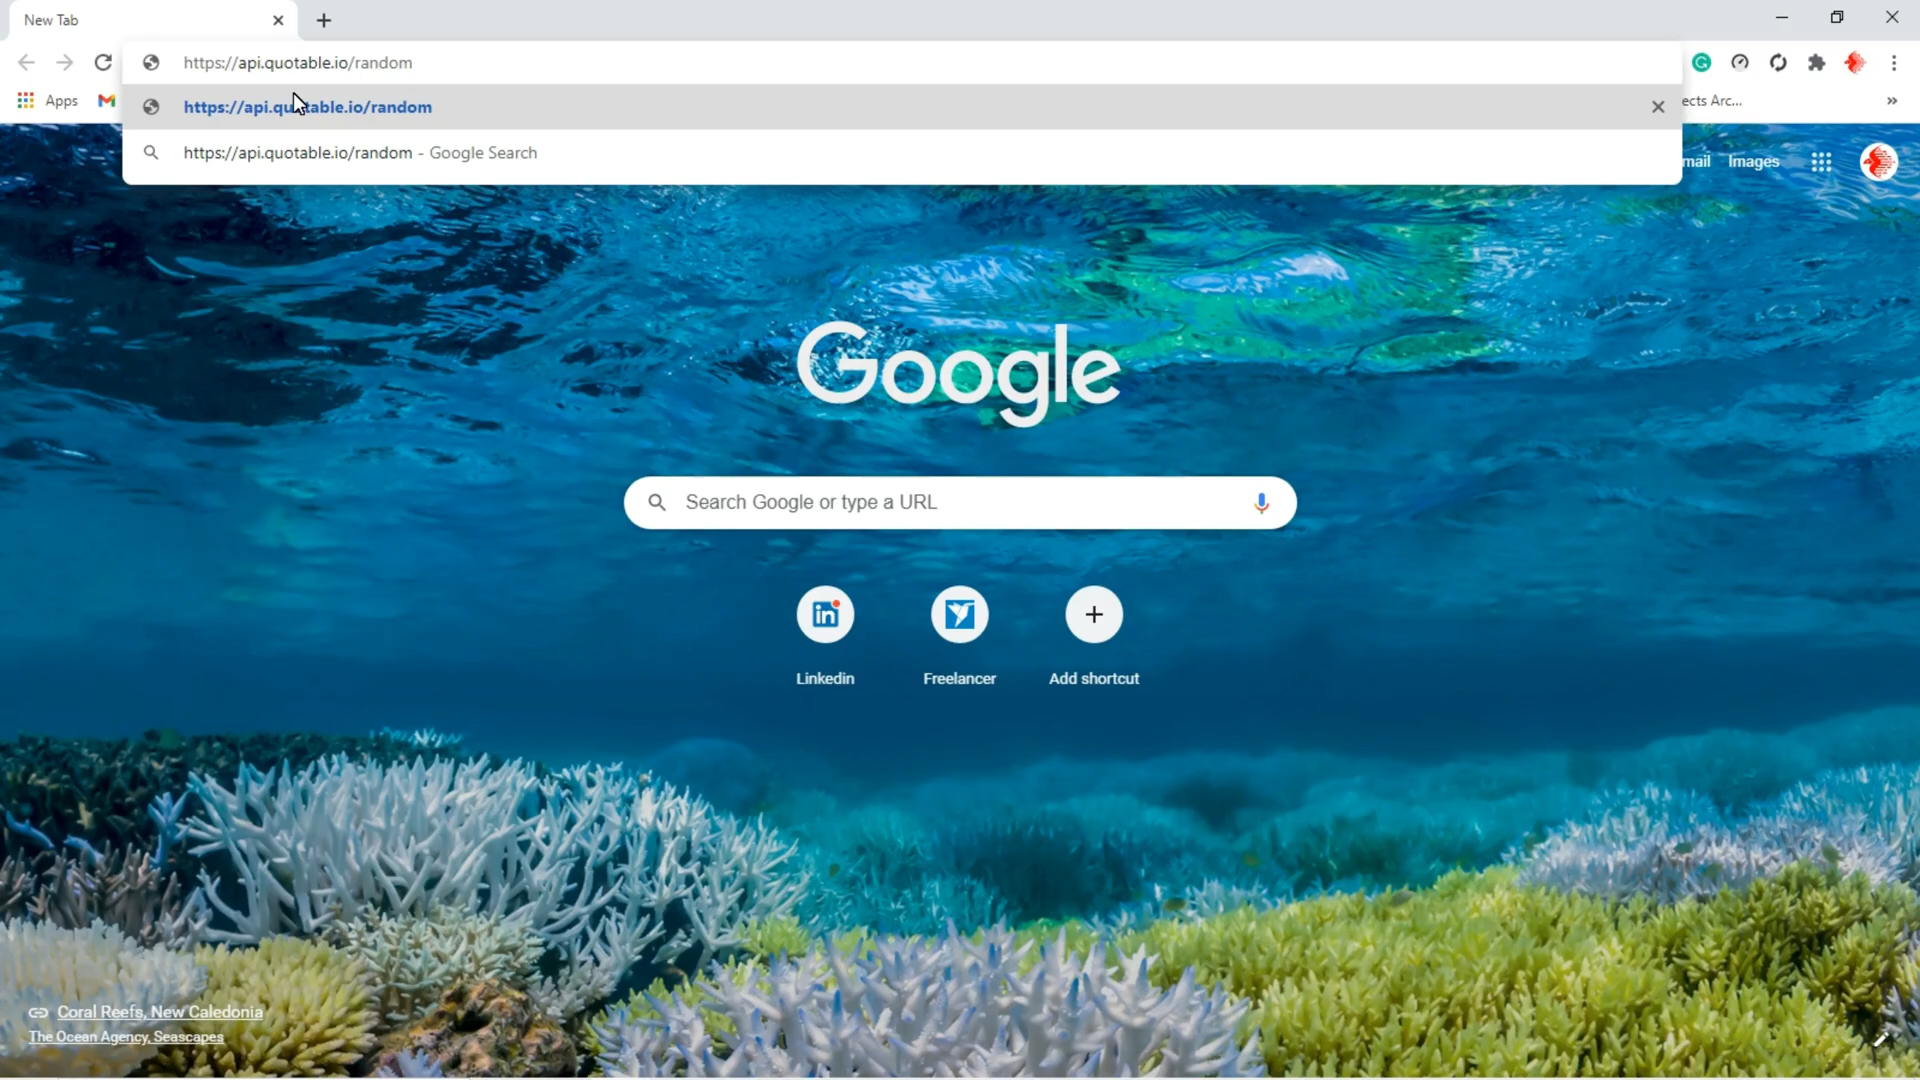 New Tab
https://api.quotable.io/random
Apps
ects Arc...
https://api.quotable.io/random
https://api.quotable.io/random - Google Search
mail Images
Google
Search Google or type a URL
in
Linkedin Freelancer Add shortcut
Coral Reefs, New Caledonia
The Ocean Agency, Seascapes